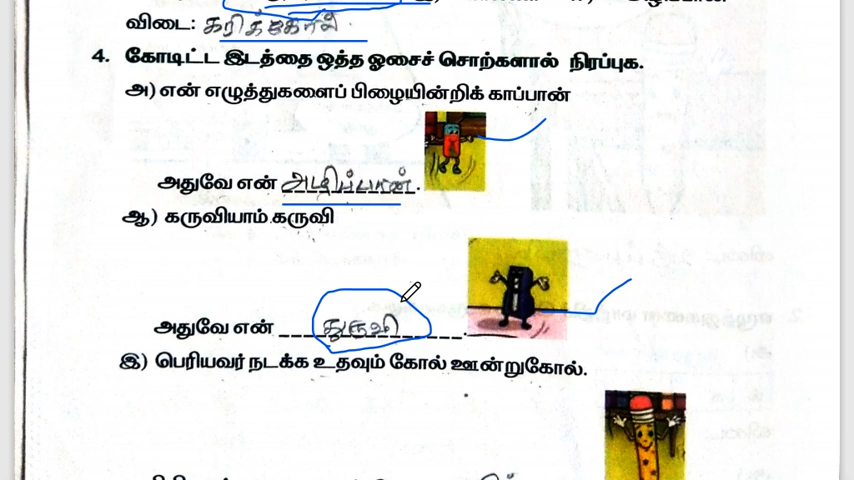 விடை: கரிக்கோல்.
4. கோடிட்ட இடத்தை ஒத்த ஓசைச் சொற்களால் நிரப்புக.
அ) என் எழுத்துகளைப் பிழையின்றிக் காப்பான்
அதுவே என் அழிப்பான்.
ஆ) கருவியாம் கருவி
அதுவே என் துருவி.
இ) பெரியவர் நடக்க உதவும் கோல் ஊன்றுகோல்.